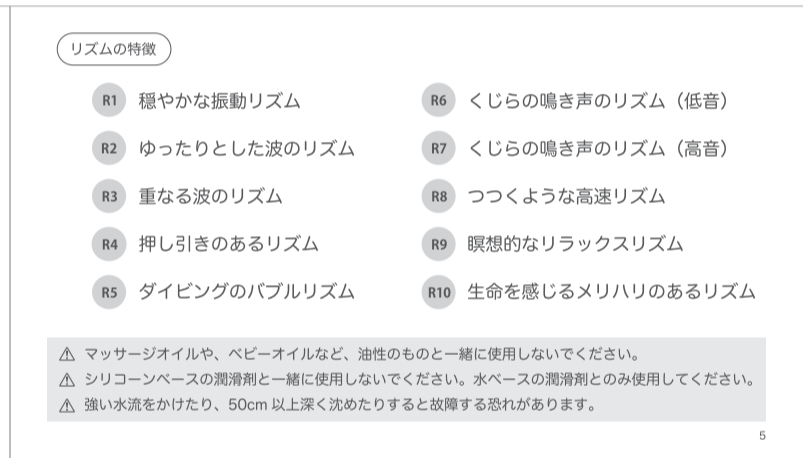 リズムの特徴
R1 穏やかな振動リズム
R2 ゆったりとした波のリズム
R3 重なる波のリズム
R4 押し引きのあるリズム
R5 ダイビングのバブルリズム
R6 くじらの鳴き声のリズム（低音）
R7 くじらの鳴き声のリズム（高音）
R8 つつくような高速リズム
R9 瞑想的なリラックスリズム
R10 生命を感じるメリハリのあるリズム
⚠ マッサージオイルや、ベビーオイルなど、油性のものと一緒に使用しないでください。
⚠ シリコーンベースの潤滑剤と一緒に使用しないでください。水ベースの潤滑剤とのみ使用してください。
⚠ 強い水流をかけたり、50cm 以上深く沈めたりすると故障する恐れがあります。
5